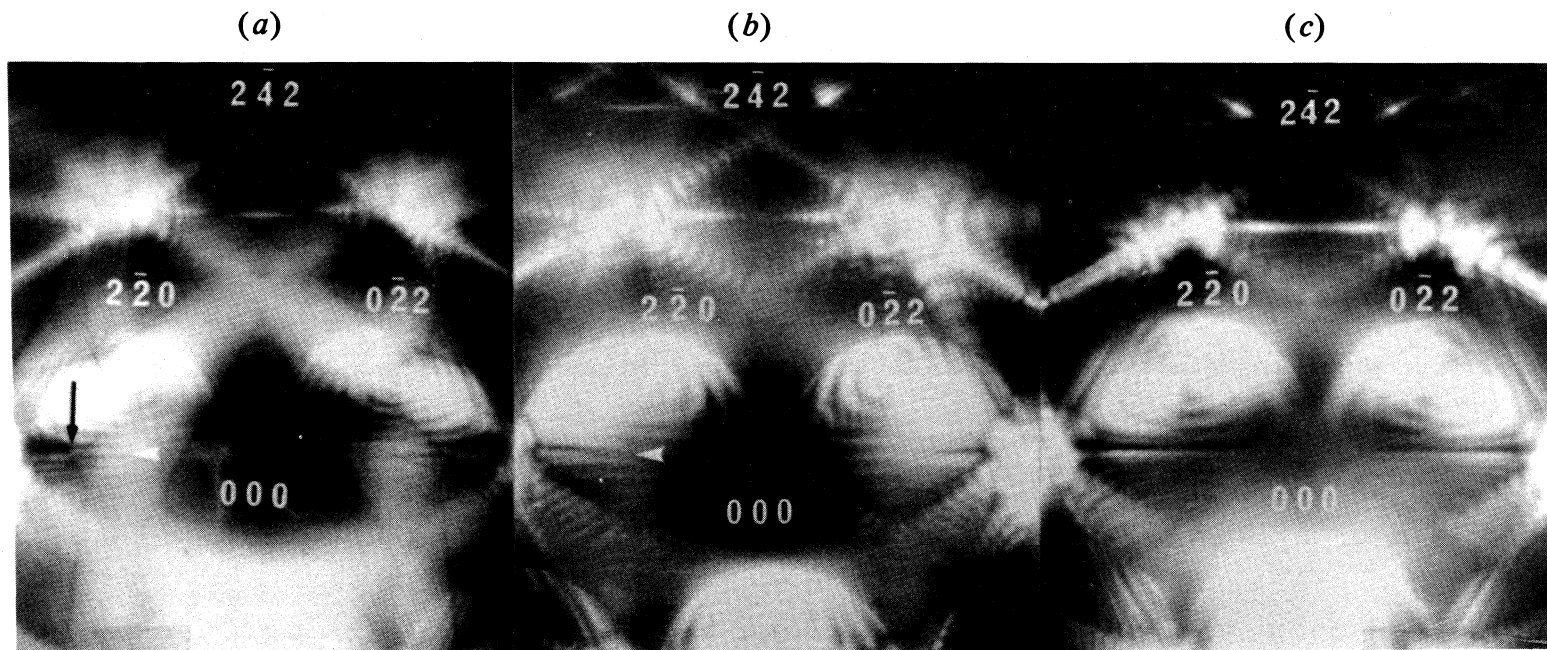 (a) (b) (c)
2 4̄ 2 2 4̄ 2 2 4̄ 2
2 2̄ 0 0 2̄ 2 2 2̄ 0 0 2̄ 2 2 2̄ 0 0 2̄ 2
0 0 0 0 0 0 0 0 0